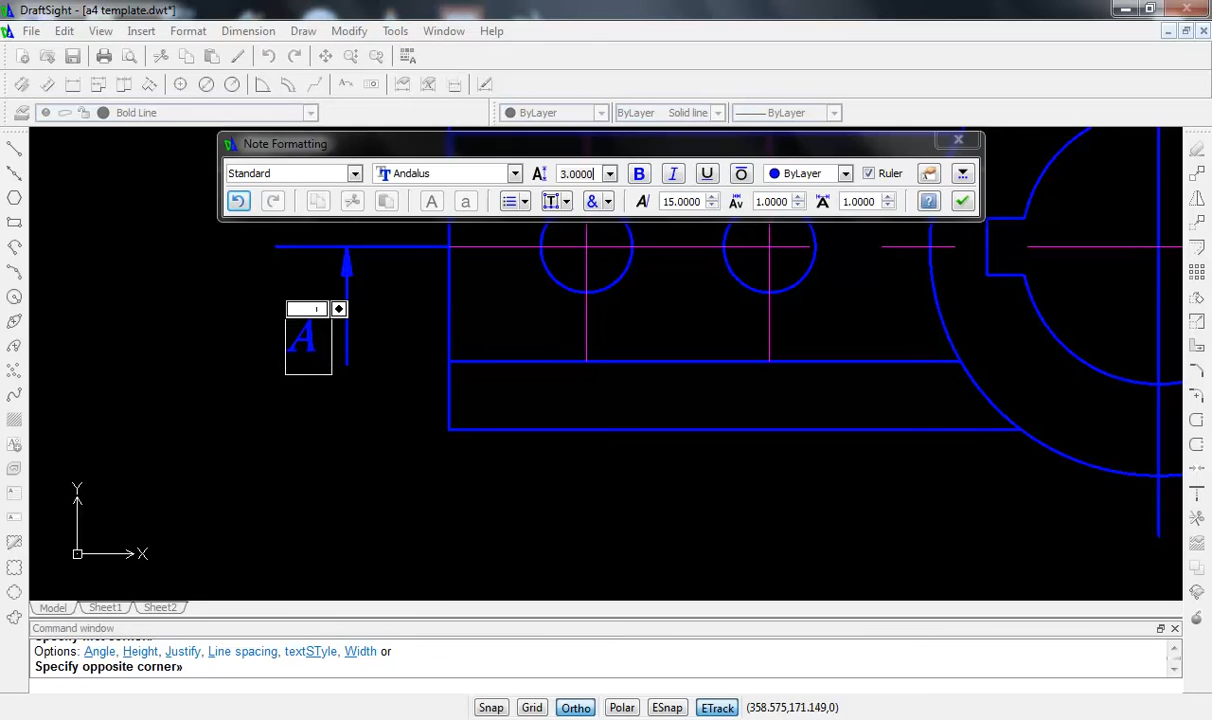 DraftSight - [a4 template.dwt*]
File Edit View Insert Format Dimension Draw Modify Tools Window Help
Bold Line ByLayer ByLayer Solid line ByLayer
Note Formatting
Standard Andalus 3.0000 B I U O ByLayer Ruler
A a & 15.0000 1.0000 1.0000
A
Y
X
Model Sheet1 Sheet2
Command window
Options: Angle, Height, Justify, Line spacing, textSTyle, Width or
Specify opposite corner»
Snap Grid Ortho Polar ESnap ETrack (358.575,171.149,0)